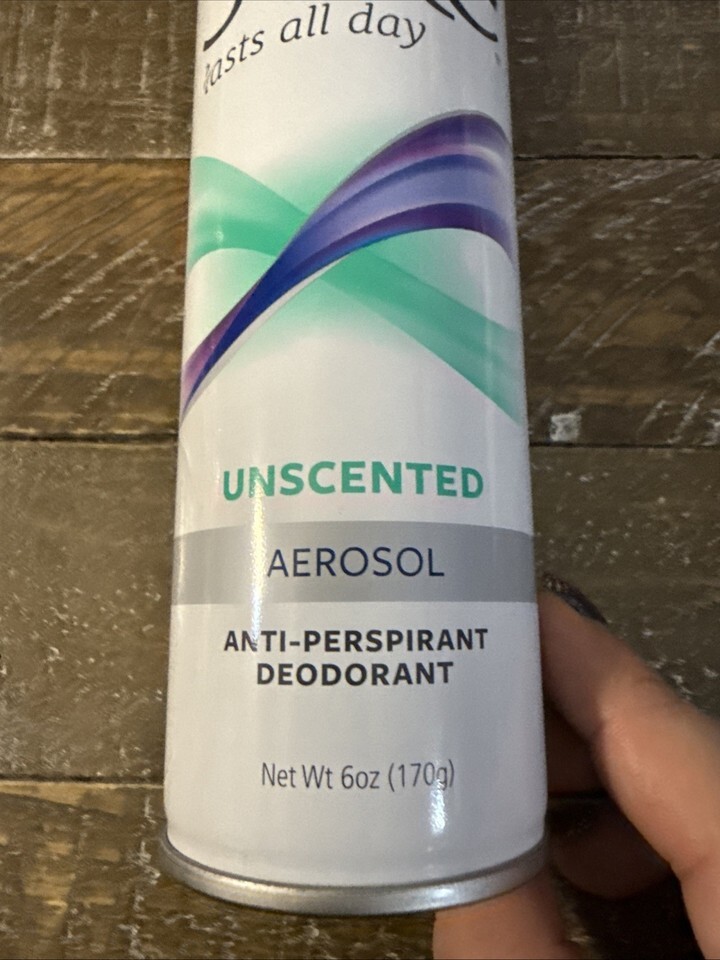 lasts all day
UNSCENTED
AEROSOL
ANTI-PERSPIRANT
DEODORANT
Net Wt 6oz (170g)